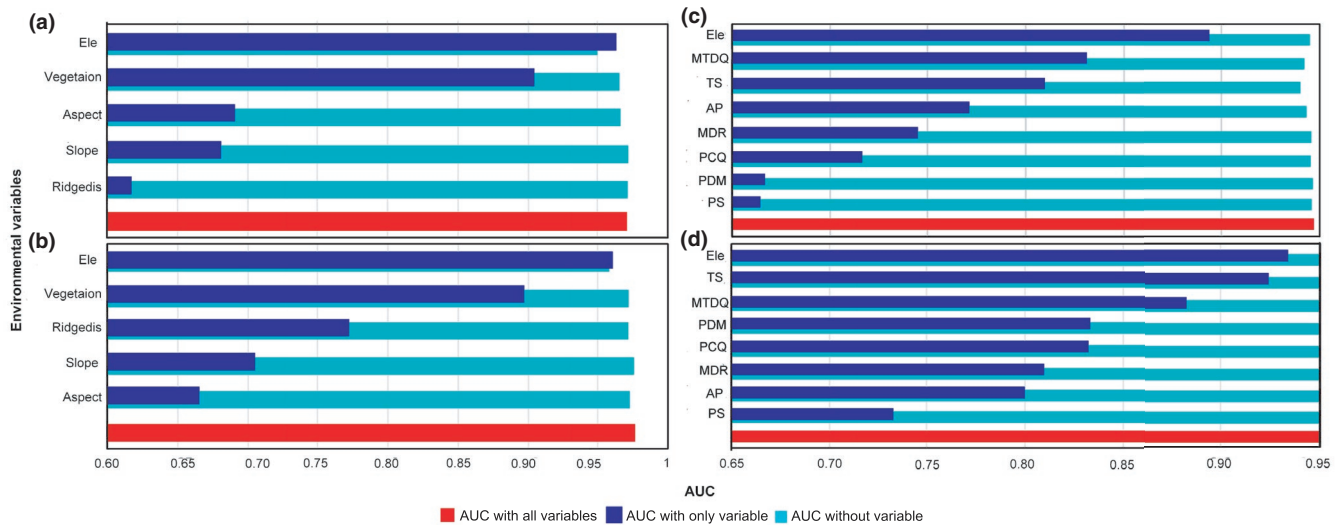 (a)
Ele
Vegetaion
Aspect
Slope
Ridgedis
(b)
Ele
Vegetaion
Ridgedis
Slope
Aspect
0.60 0.65 0.70 0.75 0.80 0.85 0.90 0.95 1
Environmental variables
(c)
Ele
MTDQ
TS
AP
MDR
PCQ
PDM
PS
(d)
Ele
TS
MTDQ
PDM
PCQ
MDR
AP
PS
0.65 0.70 0.75 0.80 0.85 0.90 0.95
AUC
AUC with all variables AUC with only variable AUC without variable